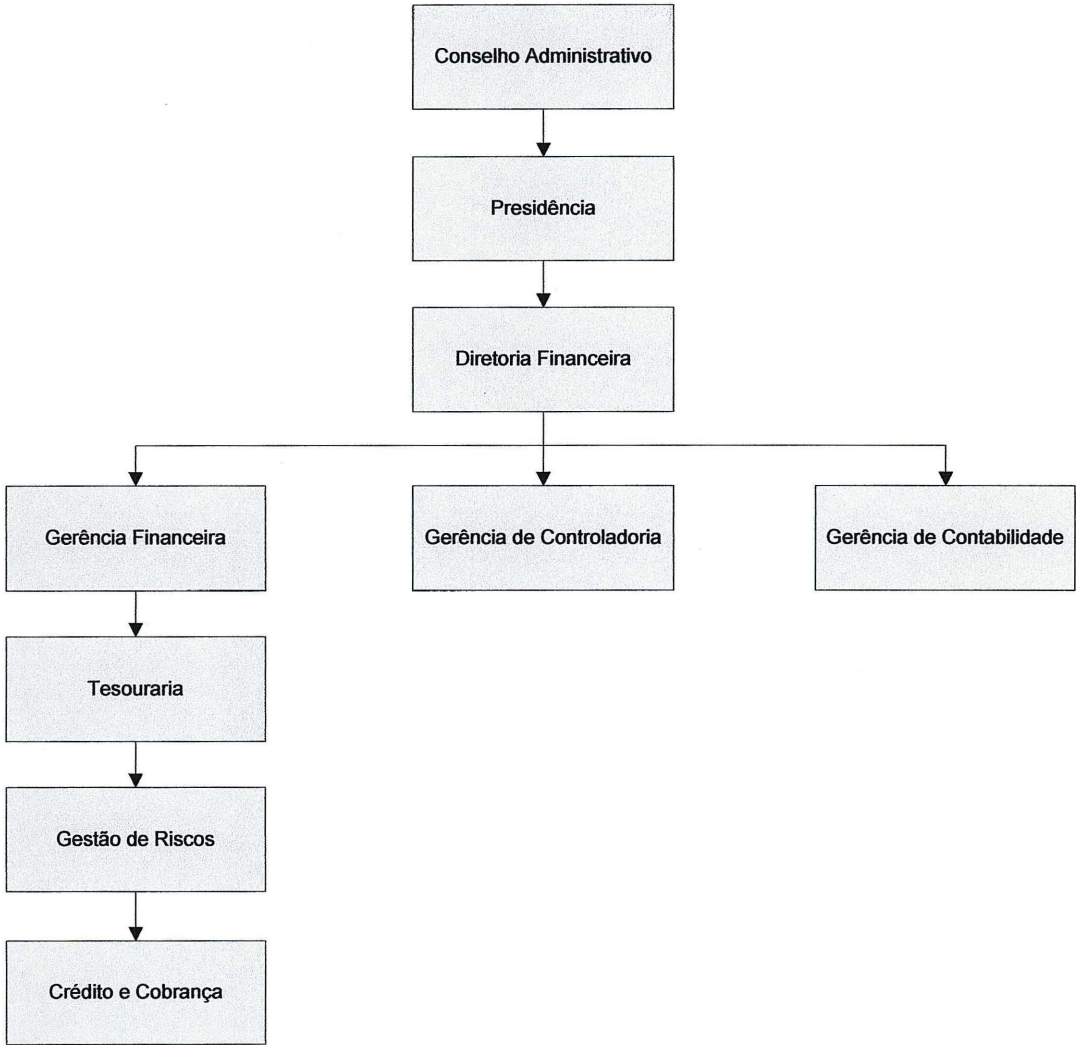 Conselho Administrativo
Presidência
Diretoria Financeira
Gerência Financeira
Gerência de Controladoria
Gerência de Contabilidade
Tesouraria
Gestão de Riscos
Crédito e Cobrança